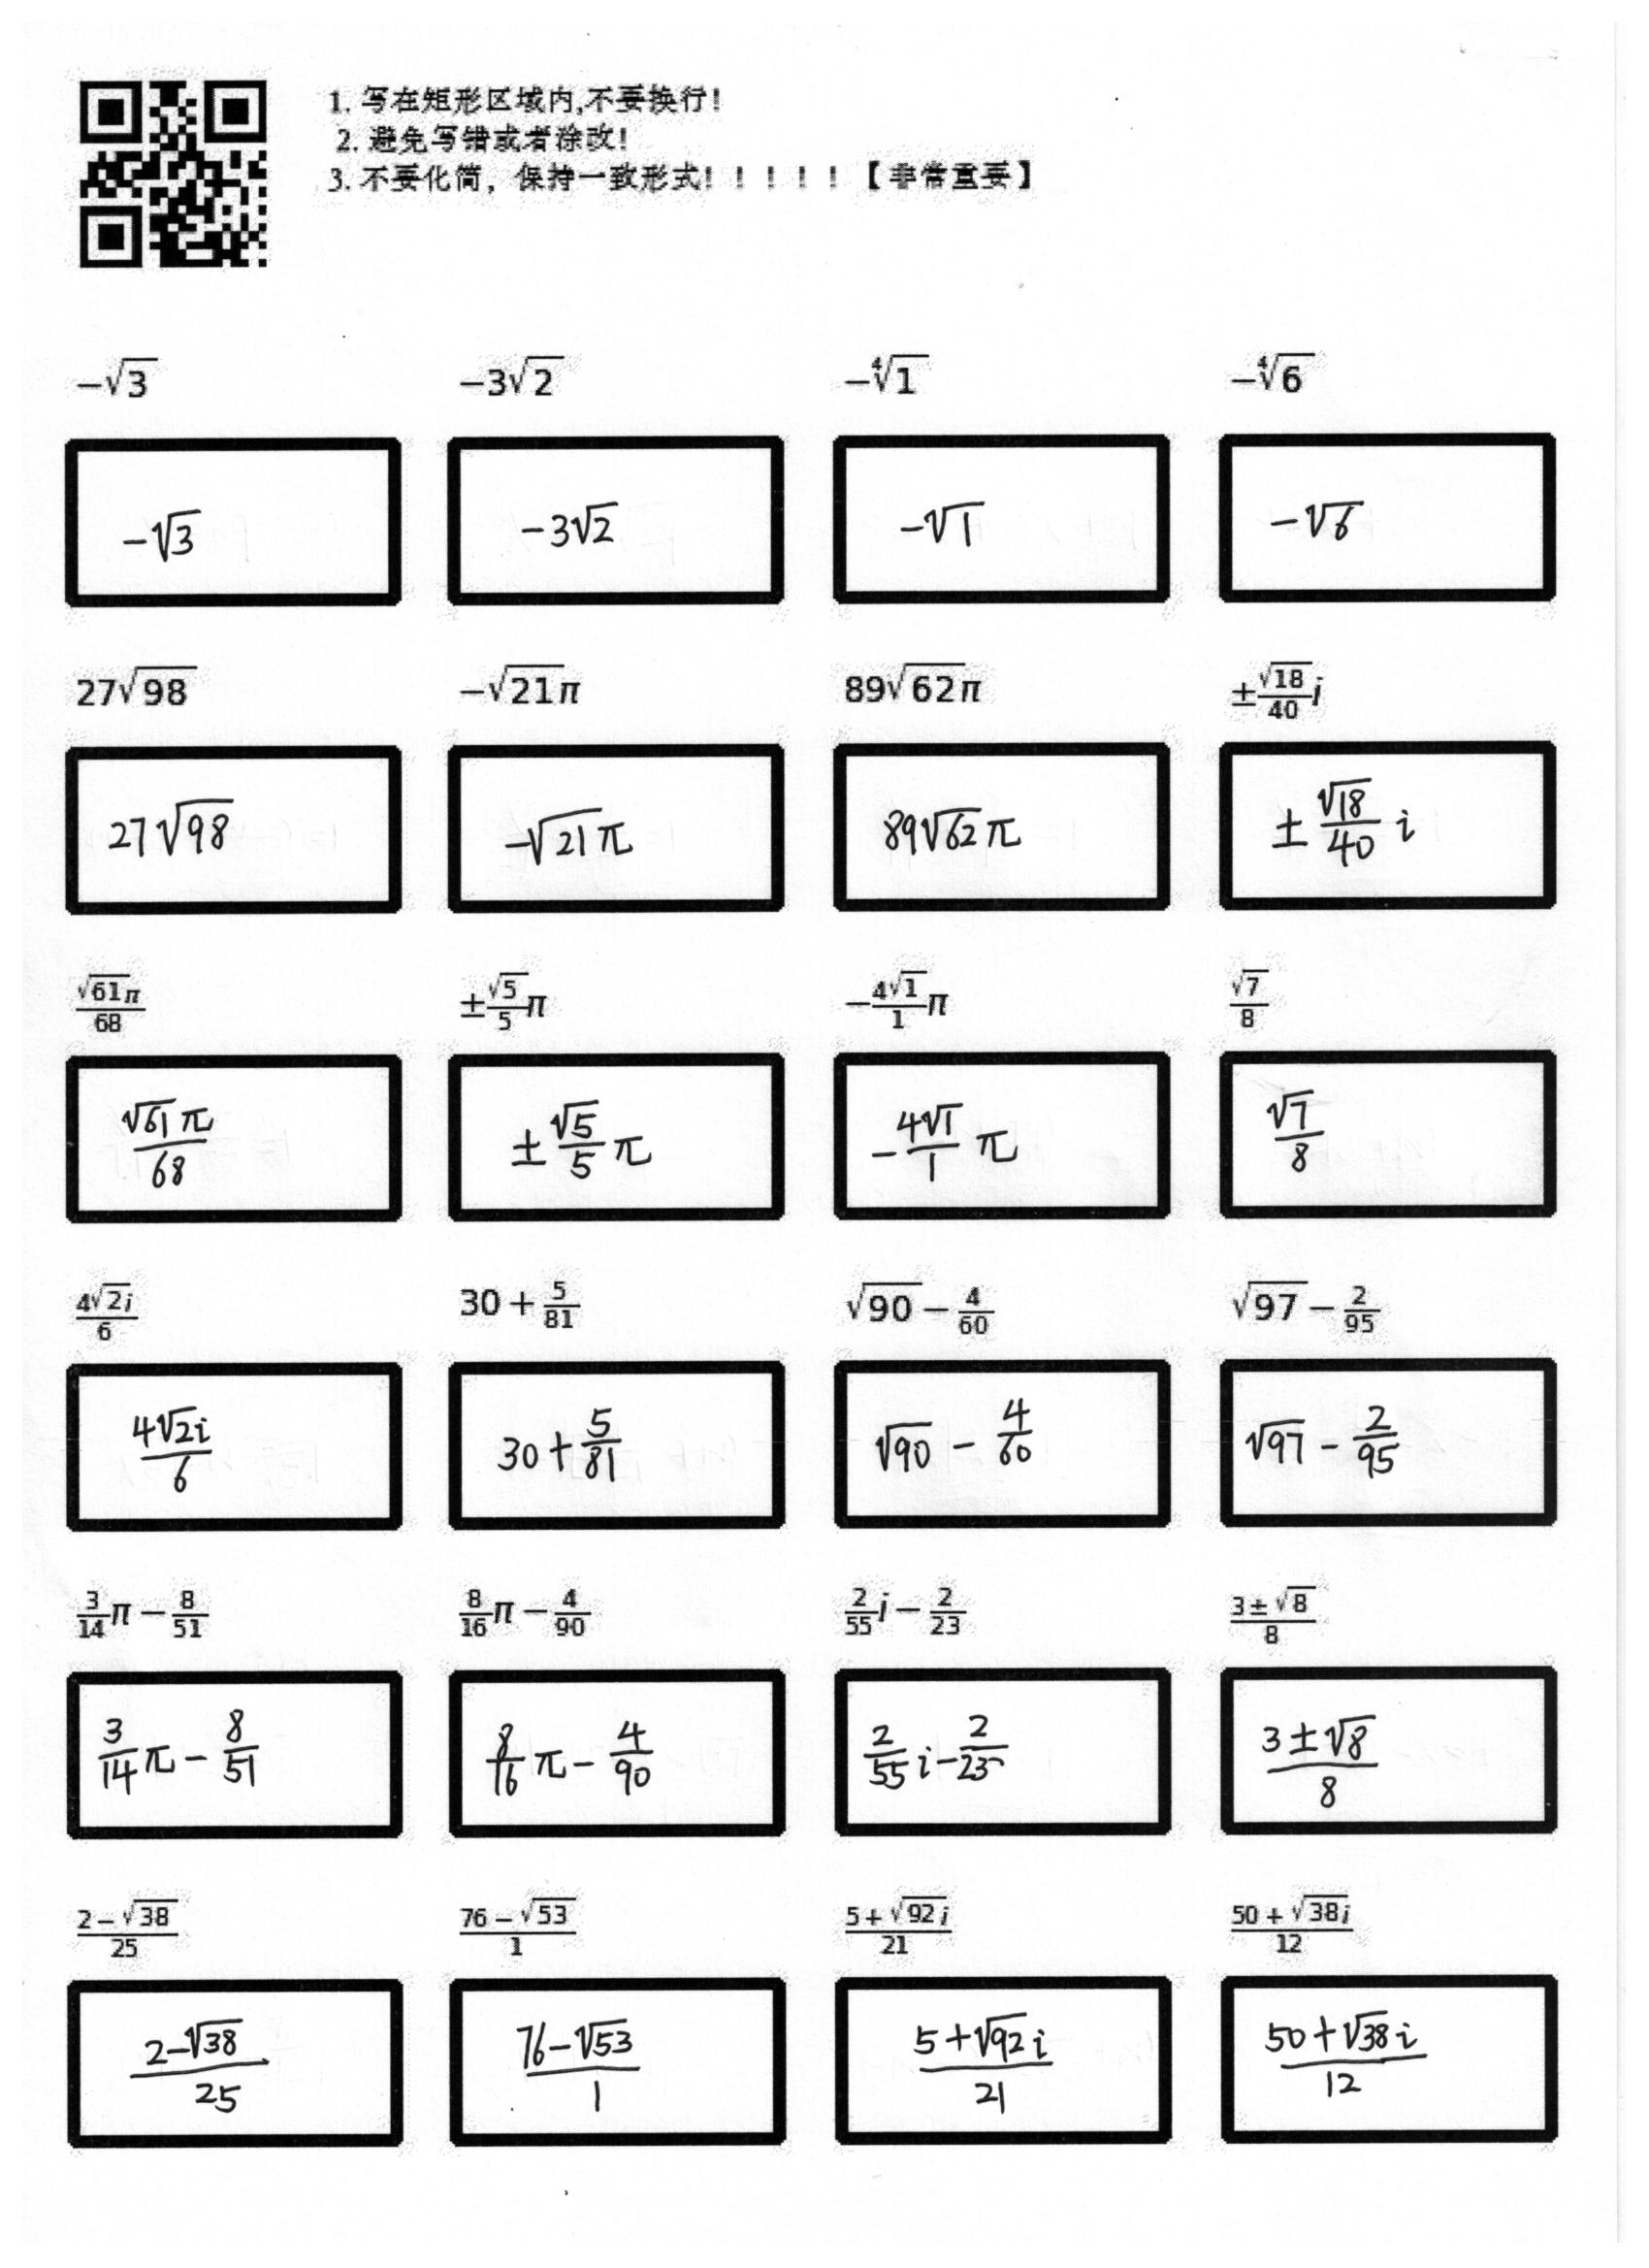 1. 写在矩形区域内,不要换行!
2. 避免写错或者涂改!
3. 不要化简，保持一致形式! ! ! ! ! 【非常重要】
$-\sqrt{3}$ $-3\sqrt{2}$ $-\sqrt[4]{1}$ $-\sqrt[4]{6}$
$-\sqrt{3}$ $-3\sqrt{2}$ $-\sqrt{1}$ $-\sqrt{6}$
$27\sqrt{98}$ $-\sqrt{21}\pi$ $89\sqrt{62}\pi$ $\pm\frac{\sqrt{18}}{40}i$
$27\sqrt{98}$ $-\sqrt{21}\pi$ $89\sqrt{62}\pi$ $\pm\frac{\sqrt{18}}{40}i$
$\frac{\sqrt{61}\pi}{68}$ $\pm\frac{\sqrt{5}}{5}\pi$ $-\frac{4\sqrt{1}}{1}\pi$ $\frac{\sqrt{7}}{8}$
$\frac{\sqrt{61}\pi}{68}$ $\pm\frac{\sqrt{5}}{5}\pi$ $-\frac{4\sqrt{1}}{1}\pi$ $\frac{\sqrt{7}}{8}$
$\frac{4\sqrt{2}i}{6}$ $30+\frac{5}{81}$ $\sqrt{90}-\frac{4}{60}$ $\sqrt{97}-\frac{2}{95}$
$\frac{4\sqrt{2}i}{6}$ $30+\frac{5}{81}$ $\sqrt{90}-\frac{4}{60}$ $\sqrt{97}-\frac{2}{95}$
$\frac{3}{14}\pi-\frac{8}{51}$ $\frac{8}{16}\pi-\frac{4}{90}$ $\frac{2}{55}i-\frac{2}{23}$ $\frac{3\pm\sqrt{8}}{8}$
$\frac{3}{14}\pi-\frac{8}{51}$ $\frac{8}{16}\pi-\frac{4}{90}$ $\frac{2}{55}i-\frac{2}{23}$ $\frac{3\pm\sqrt{8}}{8}$
$\frac{2-\sqrt{38}}{25}$ $\frac{76-\sqrt{53}}{1}$ $\frac{5+\sqrt{92}i}{21}$ $\frac{50+\sqrt{38}i}{12}$
$\frac{2-\sqrt{38}}{25}$ $\frac{76-\sqrt{53}}{1}$ $\frac{5+\sqrt{92}i}{21}$ $\frac{50+\sqrt{38}i}{12}$